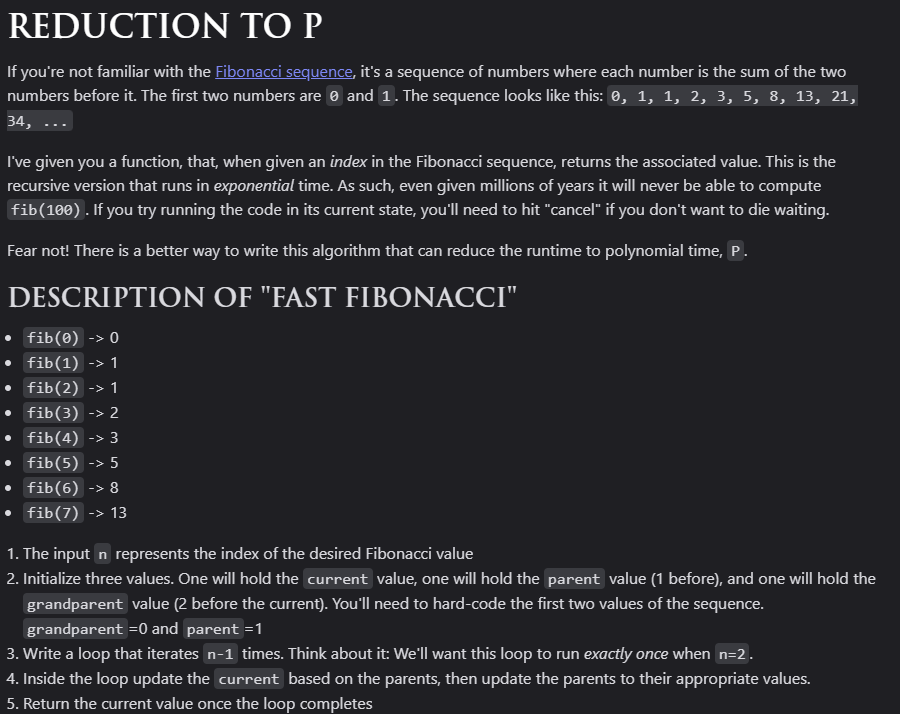 REDUCTION TO P
If you're not familiar with the Fibonacci sequence, it's a sequence of numbers where each number is the sum of the two
numbers before it. The first two numbers are 0 and 1. The sequence looks like this: 0, 1, 1, 2, 3, 5, 8, 13, 21,
34, ...
I've given you a function, that, when given an index in the Fibonacci sequence, returns the associated value. This is the
recursive version that runs in exponential time. As such, even given millions of years it will never be able to compute
fib(100). If you try running the code in its current state, you'll need to hit "cancel" if you don't want to die waiting.
Fear not! There is a better way to write this algorithm that can reduce the runtime to polynomial time, P.
DESCRIPTION OF "FAST FIBONACCI"
• fib(0) -> 0
• fib(1) -> 1
• fib(2) -> 1
• fib(3) -> 2
• fib(4) -> 3
• fib(5) -> 5
• fib(6) -> 8
• fib(7) -> 13
1. The input n represents the index of the desired Fibonacci value
2. Initialize three values. One will hold the current value, one will hold the parent value (1 before), and one will hold the
grandparent value (2 before the current). You'll need to hard-code the first two values of the sequence.
grandparent=0 and parent=1
3. Write a loop that iterates n-1 times. Think about it: We'll want this loop to run exactly once when n=2.
4. Inside the loop update the current based on the parents, then update the parents to their appropriate values.
5. Return the current value once the loop completes